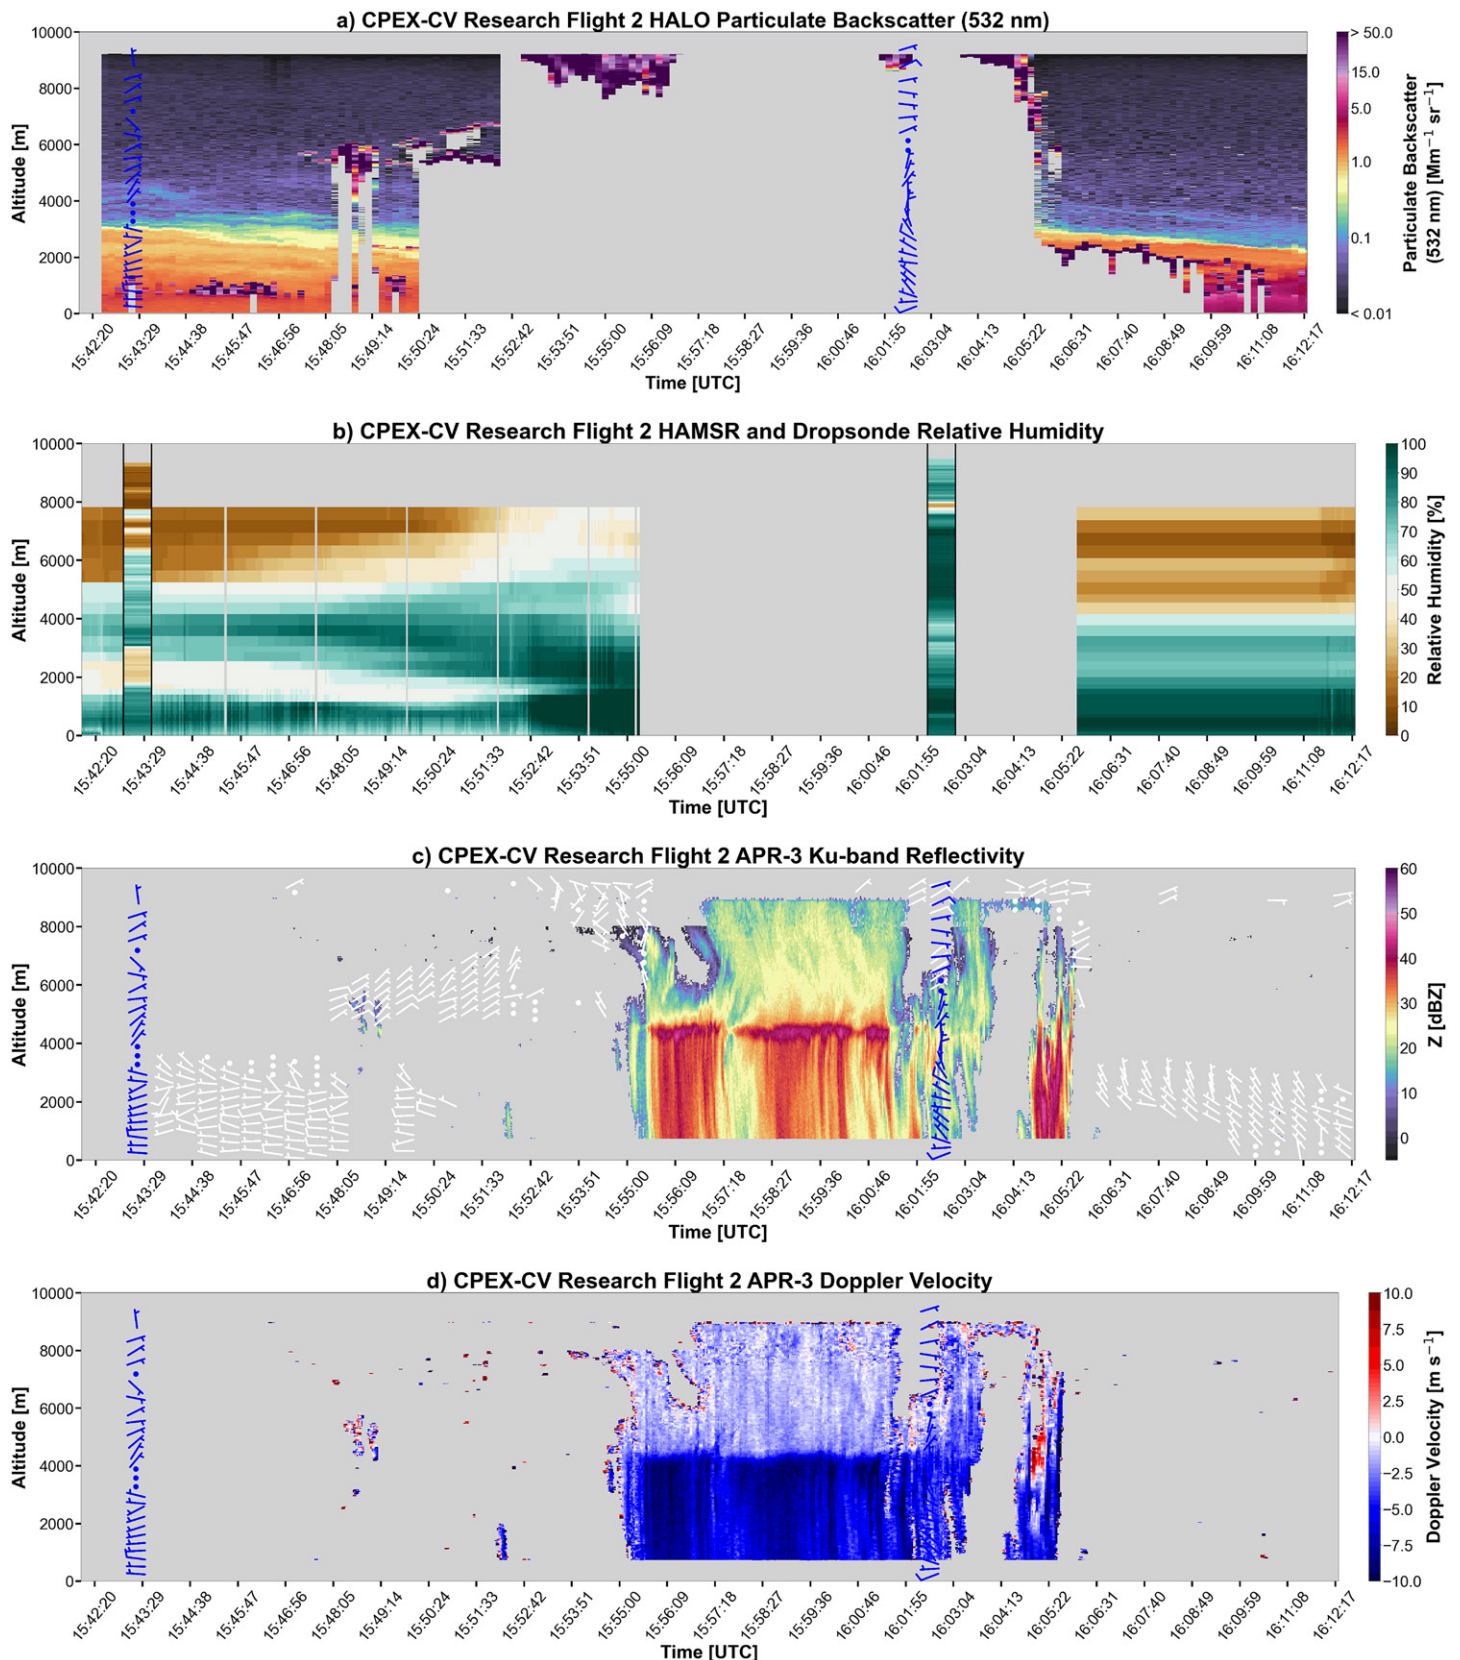 a) CPEX-CV Research Flight 2 HALO Particulate Backscatter (532 nm)
10000
8000
6000
4000
2000
0
Altitude [m]
15:42:20 15:43:29 15:44:38 15:45:47 15:46:56 15:48:05 15:49:14 15:50:24 15:51:33 15:52:42 15:53:51 15:55:00 15:56:09 15:57:18 15:58:27 15:59:36 16:00:46 16:01:55 16:03:04 16:04:13 16:05:22 16:06:31 16:07:40 16:08:49 16:09:59 16:11:08 16:12:17
Time [UTC]
> 50.0
15.0
5.0
1.0
0.1
< 0.01
Particulate Backscatter
(532 nm) [Mm⁻¹ sr⁻¹]
b) CPEX-CV Research Flight 2 HAMSR and Dropsonde Relative Humidity
10000
8000
6000
4000
2000
0
Altitude [m]
15:42:20 15:43:29 15:44:38 15:45:47 15:46:56 15:48:05 15:49:14 15:50:24 15:51:33 15:52:42 15:53:51 15:55:00 15:56:09 15:57:18 15:58:27 15:59:36 16:00:46 16:01:55 16:03:04 16:04:13 16:05:22 16:06:31 16:07:40 16:08:49 16:09:59 16:11:08 16:12:17
Time [UTC]
100
90
80
70
60
50
40
30
20
10
0
Relative Humidity [%]
c) CPEX-CV Research Flight 2 APR-3 Ku-band Reflectivity
10000
8000
6000
4000
2000
0
Altitude [m]
15:42:20 15:43:29 15:44:38 15:45:47 15:46:56 15:48:05 15:49:14 15:50:24 15:51:33 15:52:42 15:53:51 15:55:00 15:56:09 15:57:18 15:58:27 15:59:36 16:00:46 16:01:55 16:03:04 16:04:13 16:05:22 16:06:31 16:07:40 16:08:49 16:09:59 16:11:08 16:12:17
Time [UTC]
60
50
40
30
20
10
0
Z [dBZ]
d) CPEX-CV Research Flight 2 APR-3 Doppler Velocity
10000
8000
6000
4000
2000
0
Altitude [m]
15:42:20 15:43:29 15:44:38 15:45:47 15:46:56 15:48:05 15:49:14 15:50:24 15:51:33 15:52:42 15:53:51 15:55:00 15:56:09 15:57:18 15:58:27 15:59:36 16:00:46 16:01:55 16:03:04 16:04:13 16:05:22 16:06:31 16:07:40 16:08:49 16:09:59 16:11:08 16:12:17
Time [UTC]
10.0
7.5
5.0
2.5
0.0
−2.5
−5.0
−7.5
−10.0
Doppler Velocity [m s⁻¹]